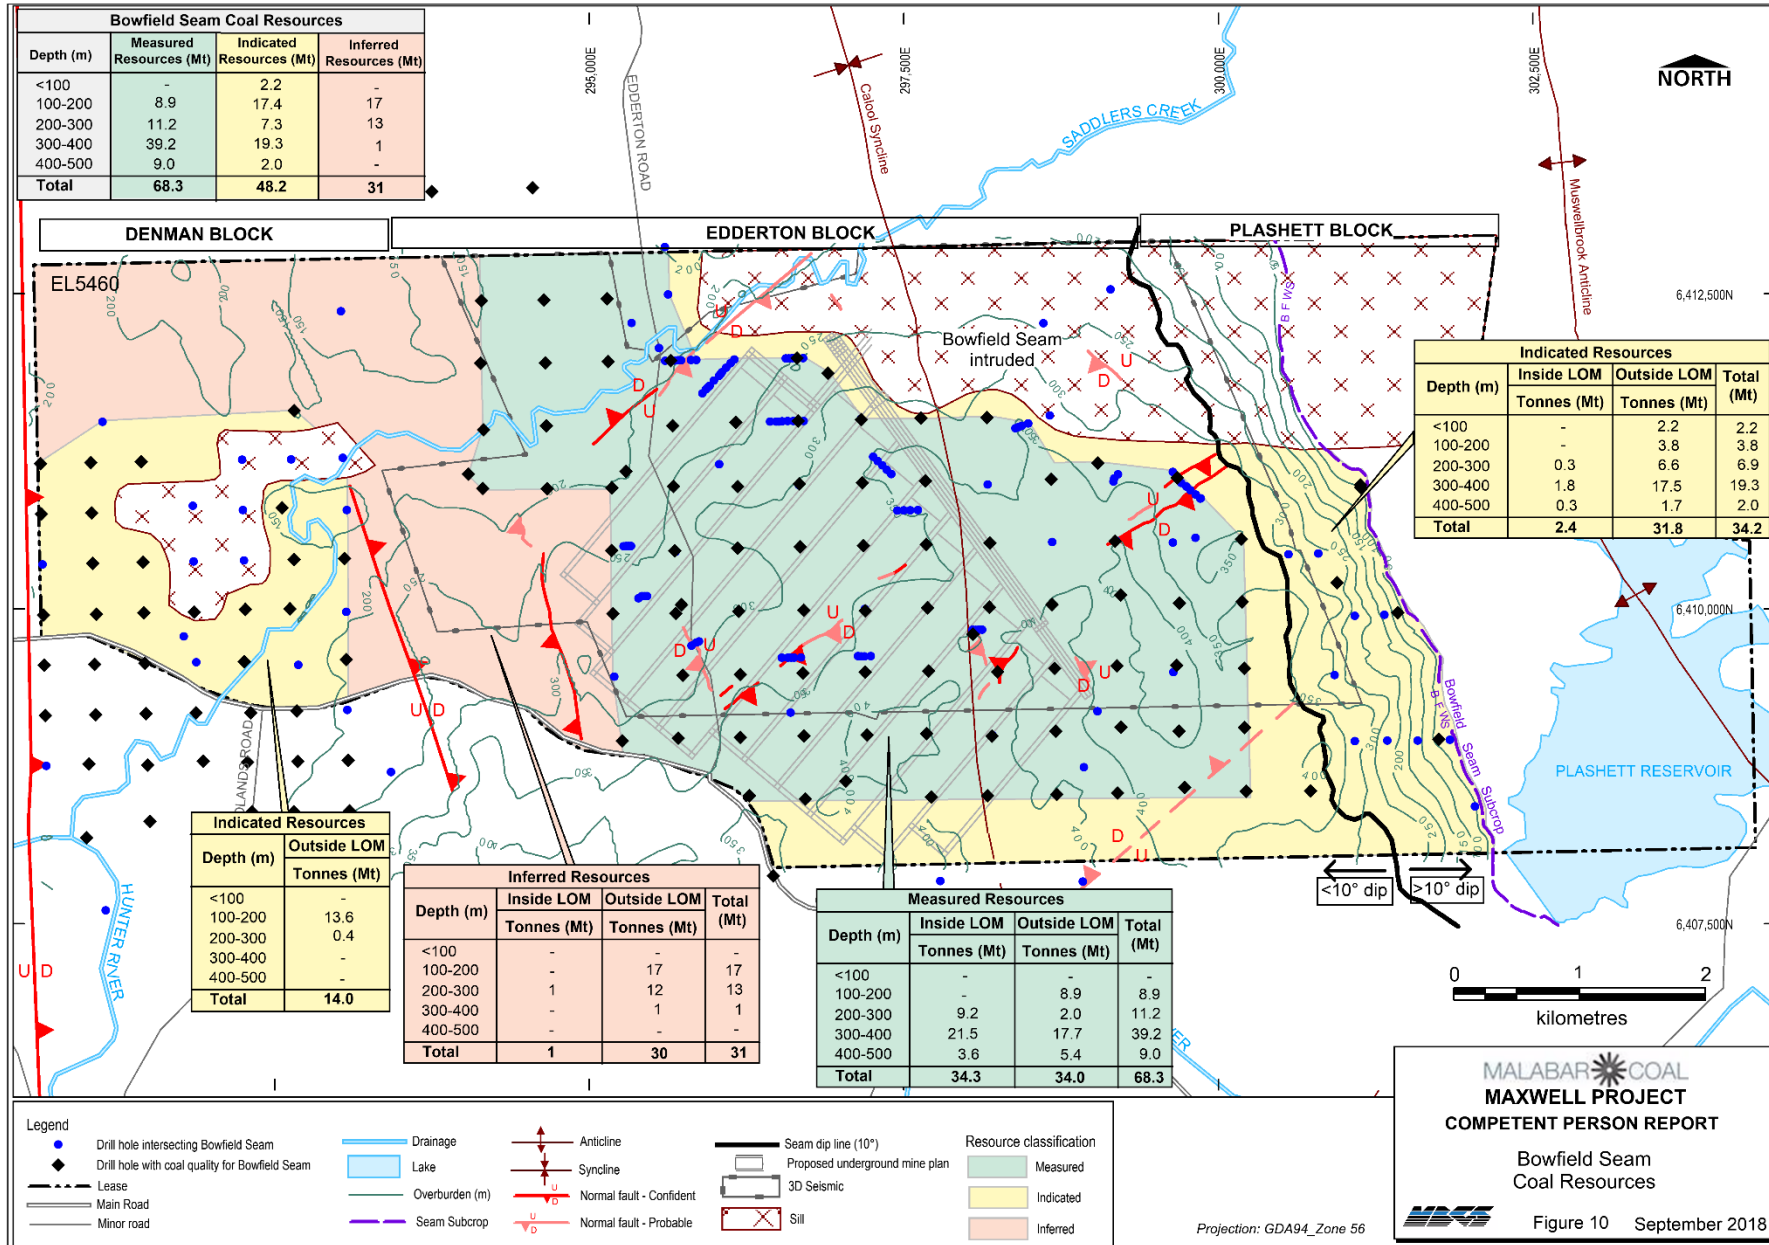 Bowfield Seam Coal Resources
Depth (m) Measured Resources (Mt) Indicated Resources (Mt) Inferred Resources (Mt)
<100 - 2.2 -
100-200 8.9 17.4 17
200-300 11.2 7.3 13
300-400 39.2 19.3 1
400-500 9.0 2.0 -
Total 68.3 48.2 31
295,000E
297,500E
300,000E
302,500E
NORTH
EDDERTON ROAD
Calool Syncline
SADDLERS CREEK
Muswellbrook Anticline
DENMAN BLOCK
EDDERTON BLOCK
PLASHETT BLOCK
EL5460
6,412,500N
Bowfield Seam
intruded
B F WS
Indicated Resources
Depth (m) Inside LOM Outside LOM Total (Mt)
Tonnes (Mt) Tonnes (Mt)
<100 - 2.2 2.2
100-200 - 3.8 3.8
200-300 0.3 6.6 6.9
300-400 1.8 17.5 19.3
400-500 0.3 1.7 2.0
Total 2.4 31.8 34.2
6,410,000N
Bowfield Seam Subcrop
B F WS
PLASHETT RESERVOIR
HUNTER RIVER
Indicated Resources
Depth (m) Outside LOM
Tonnes (Mt)
<100 -
100-200 13.6
200-300 0.4
300-400 -
400-500 -
Total 14.0
Inferred Resources
Depth (m) Inside LOM Outside LOM Total (Mt)
Tonnes (Mt) Tonnes (Mt)
<100 - - -
100-200 - 17 17
200-300 1 12 13
300-400 - 1 1
400-500 - - -
Total 1 30 31
Measured Resources
Depth (m) Inside LOM Outside LOM Total (Mt)
Tonnes (Mt) Tonnes (Mt)
<100 - - -
100-200 - 8.9 8.9
200-300 9.2 2.0 11.2
300-400 21.5 17.7 39.2
400-500 3.6 5.4 9.0
Total 34.3 34.0 68.3
<10° dip
>10° dip
6,407,500N
0 1 2
kilometres
Legend
Drill hole intersecting Bowfield Seam
Drill hole with coal quality for Bowfield Seam
Lease
Main Road
Minor road
Drainage
Lake
Overburden (m)
Seam Subcrop
Anticline
Syncline
U D Normal fault - Confident
U D Normal fault - Probable
Seam dip line (10°)
Proposed underground mine plan
3D Seismic
Sill
Resource classification
Measured
Indicated
Inferred
Projection: GDA94_Zone 56
MALABAR COAL
MAXWELL PROJECT
COMPETENT PERSON REPORT
Bowfield Seam
Coal Resources
Figure 10 September 2018